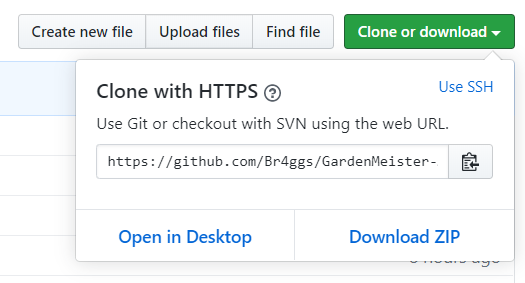 Create new file Upload files Find file Clone or download
Clone with HTTPS ?
Use SSH
Use Git or checkout with SVN using the web URL.
https://github.com/Br4ggs/GardenMeister-
Open in Desktop Download ZIP
hours ago